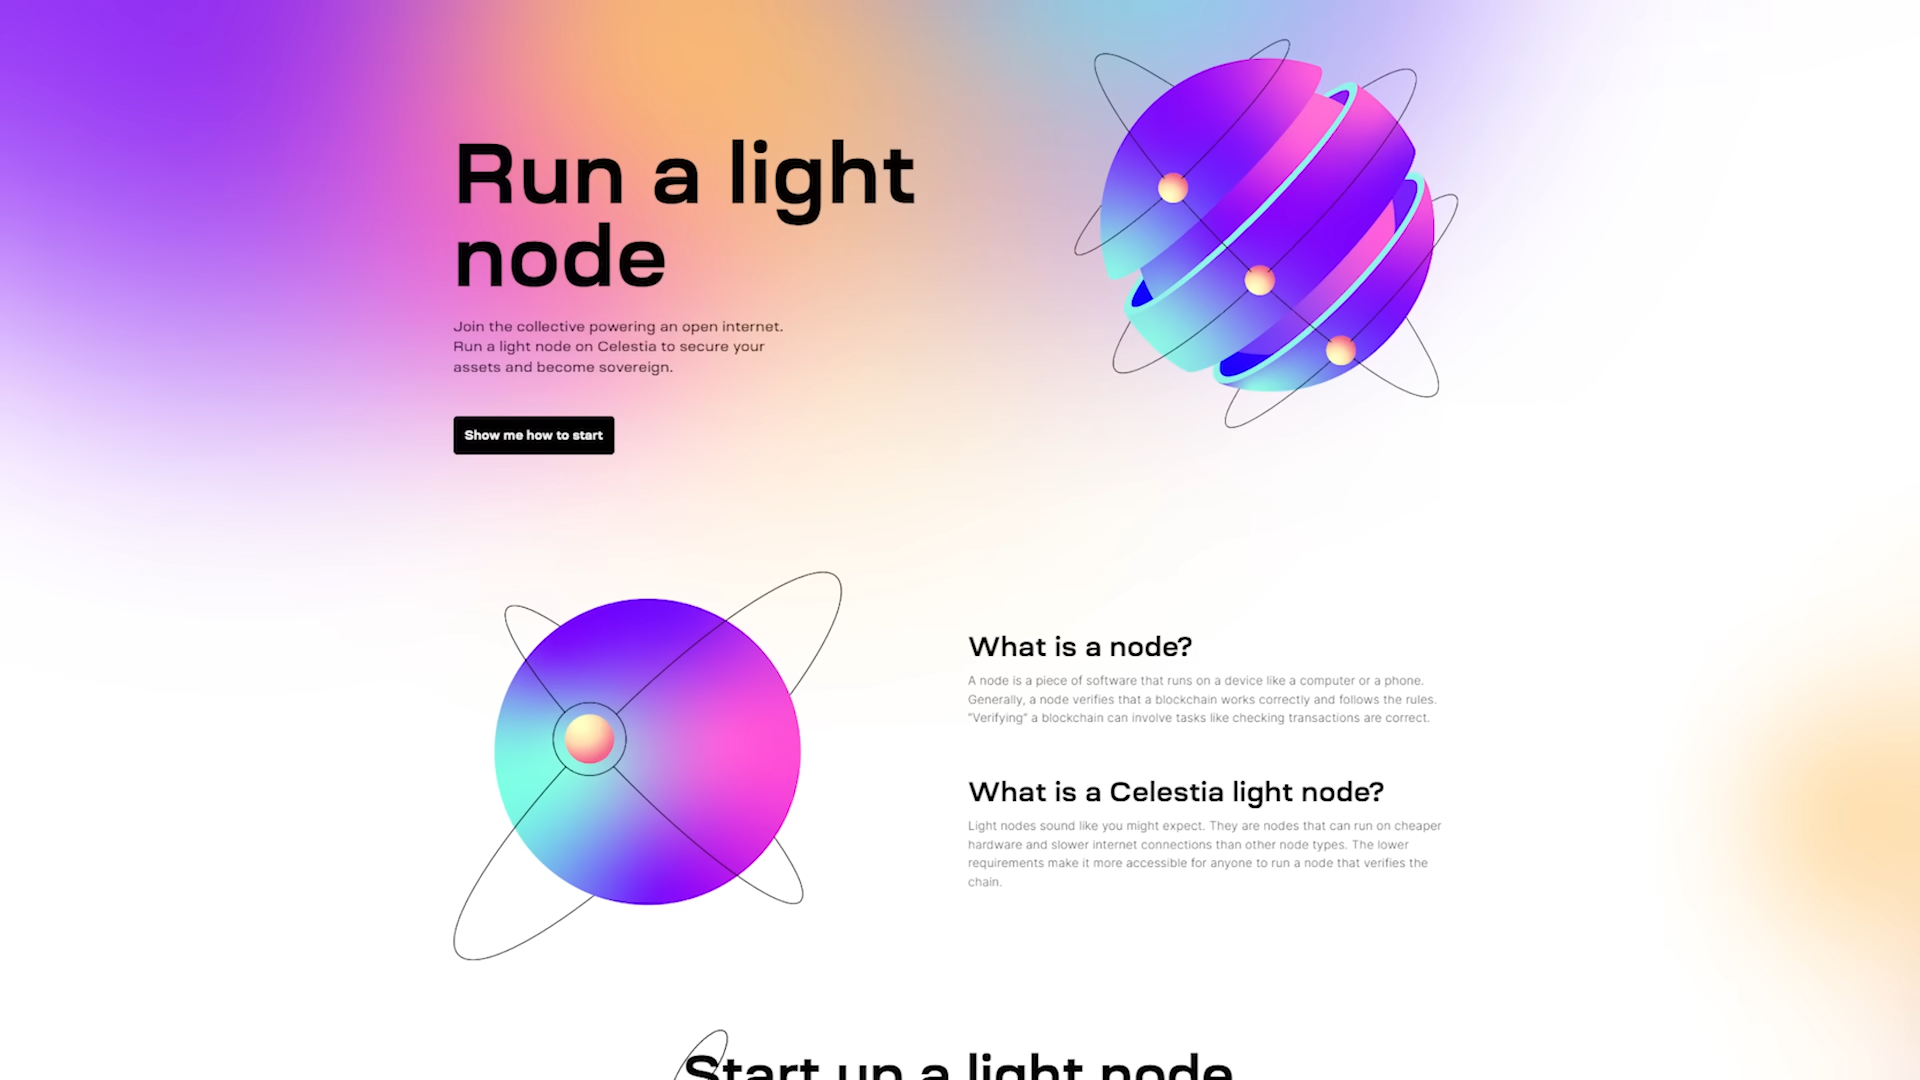 Run a light
node
Join the collective powering an open internet.
Run a light node on Celestia to secure your
assets and become sovereign.
Show me how to start
What is a node?
A node is a piece of software that runs on a device like a computer or a phone.
Generally, a node verifies that a blockchain works correctly and follows the rules.
"Verifying" a blockchain can involve tasks like checking transactions are correct.
What is a Celestia light node?
Light nodes sound like you might expect. They are nodes that can run on cheaper
hardware and slower internet connections than other node types. The lower
requirements make it more accessible for anyone to run a node that verifies the
chain.
Start up a light node